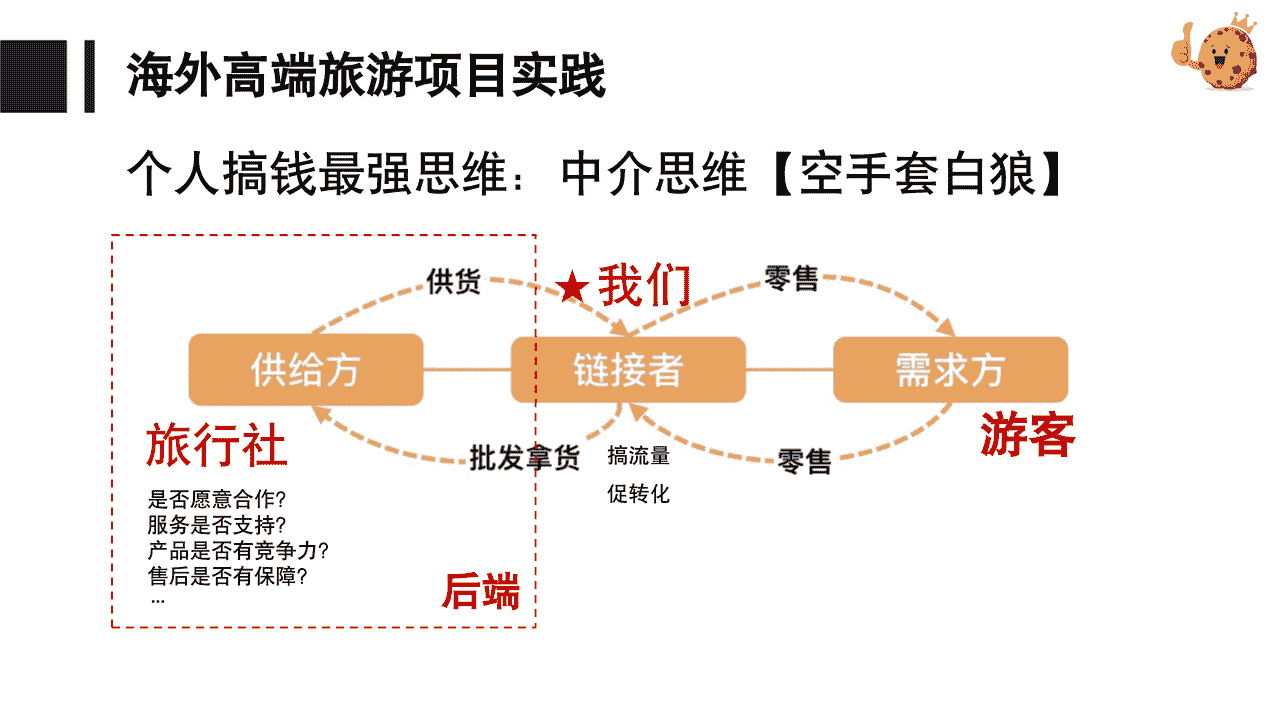 海外高端旅游项目实践
个人搞钱最强思维：中介思维【空手套白狼】
供货
★我们
零售
供给方
链接者
需求方
旅行社
游客
批发拿货
搞流量
零售
促转化
是否愿意合作?
服务是否支持?
产品是否有竞争力?
售后是否有保障?
...
后端